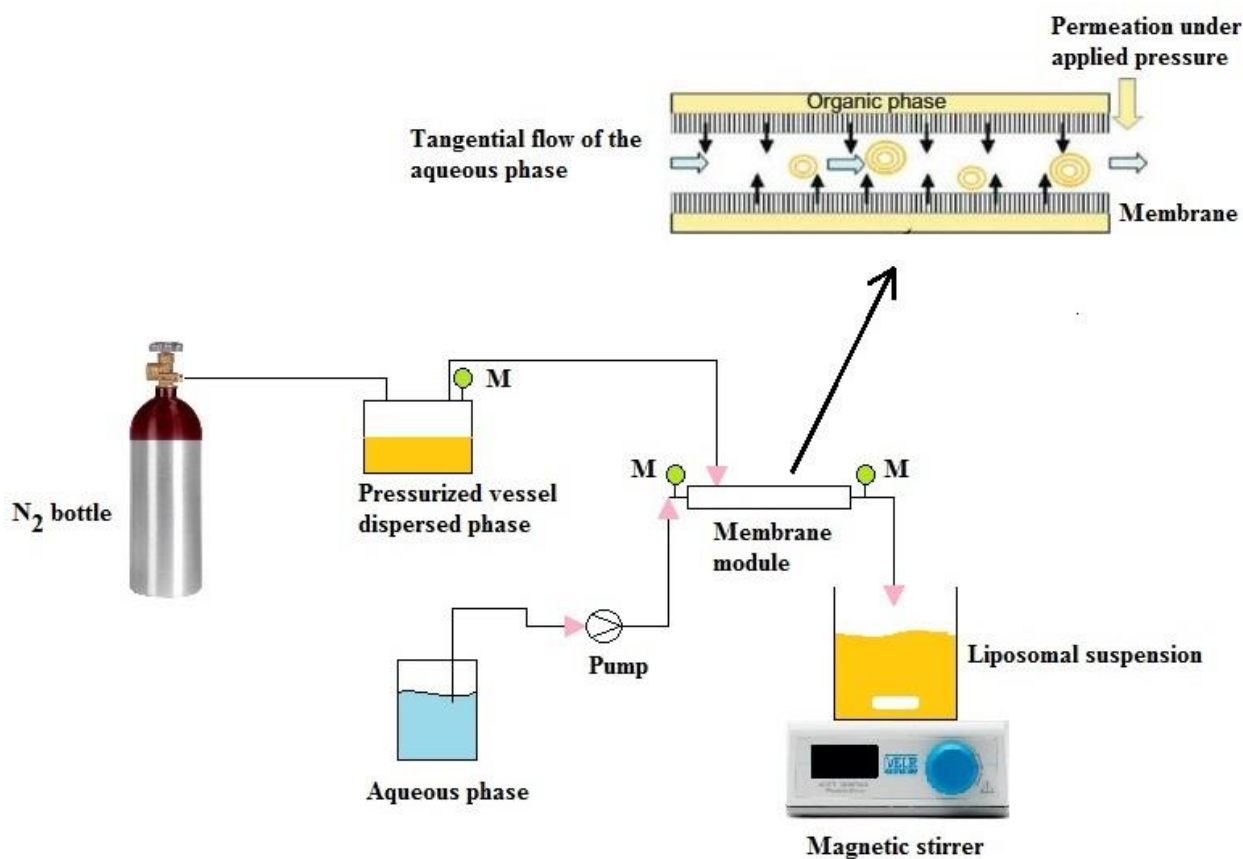 Permeation under
applied pressure
Organic phase
Tangential flow of the
aqueous phase
Membrane
M
N2 bottle
Pressurized vessel
dispersed phase
M
M
Membrane
module
Pump
Liposomal suspension
Aqueous phase
VELP
Magnetic stirrer